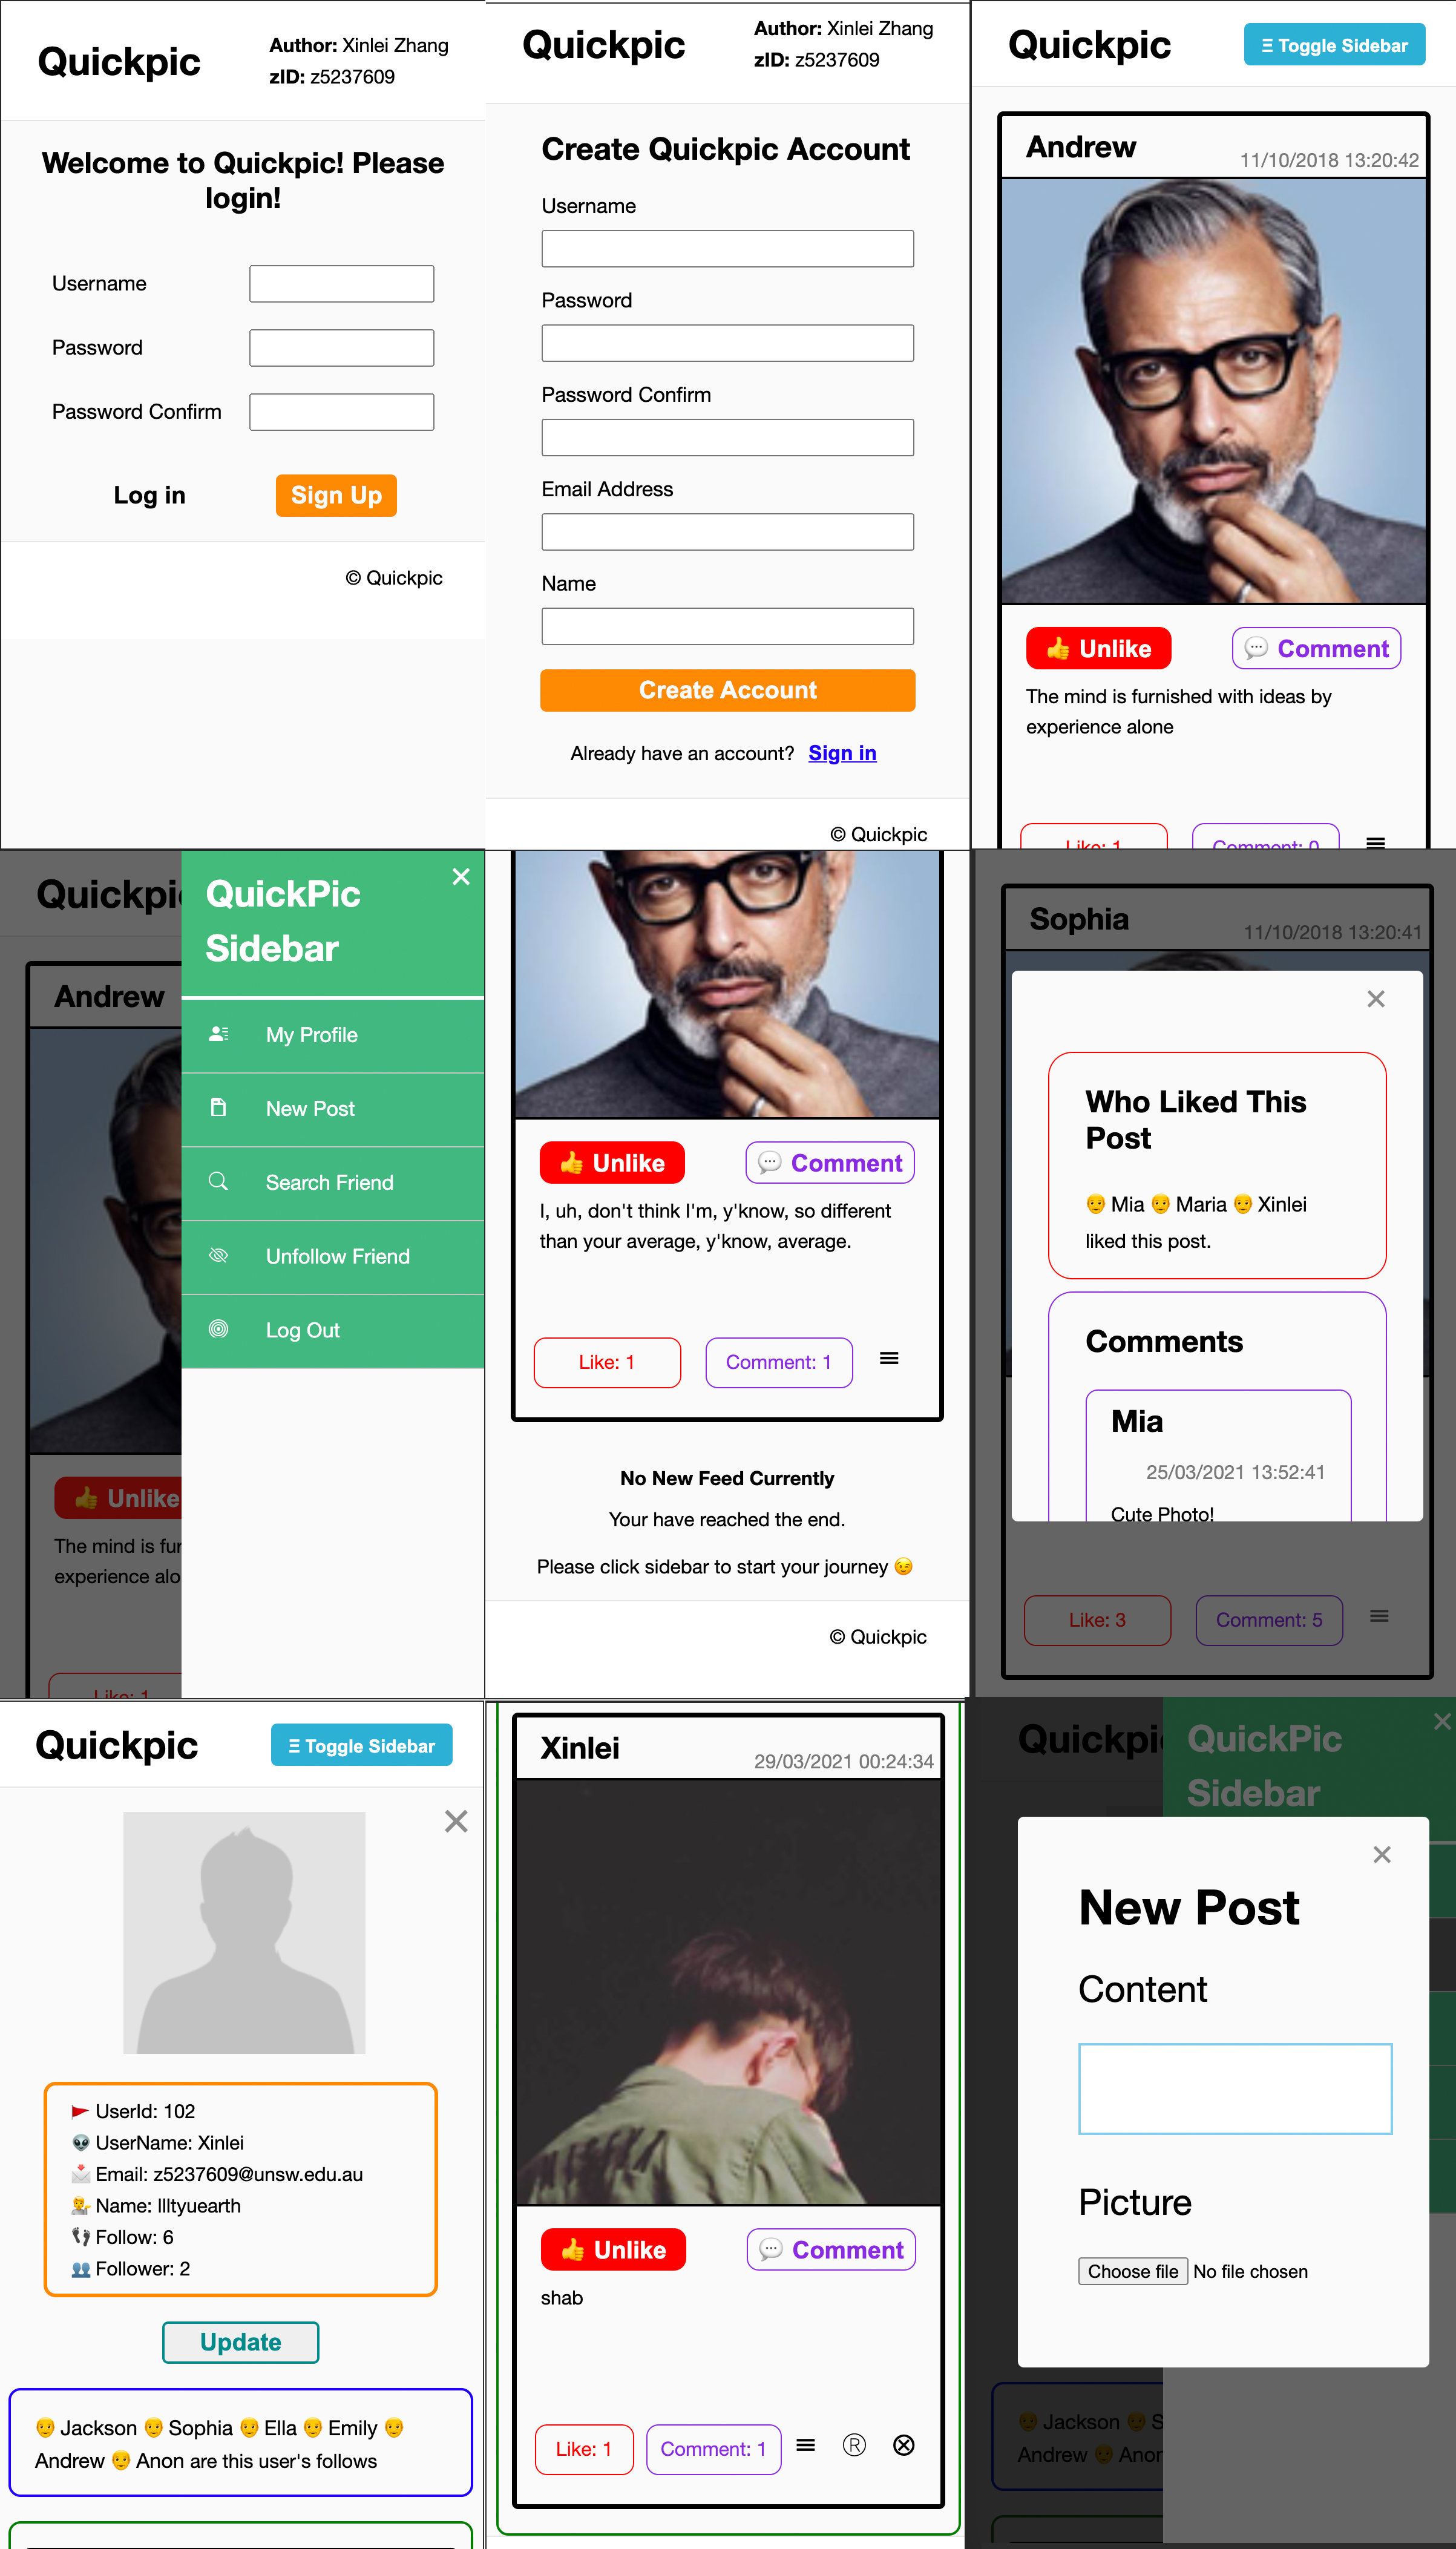 Quickpic
Author: Xinlei Zhang
zID: z5237609
Welcome to Quickpic! Please
login!
Username
Password
Password Confirm
Log in
Sign Up
© Quickpic
Quickpic
Author: Xinlei Zhang
zID: z5237609
Create Quickpic Account
Username
Password
Password Confirm
Email Address
Name
Create Account
Already have an account? Sign in
© Quickpic
Quickpic
Ξ Toggle Sidebar
Andrew
11/10/2018 13:20:42
👍 Unlike
💬 Comment
The mind is furnished with ideas by
experience alone
Like: 1
Comment: 0
Quickpi
QuickPic
Sidebar
×
Andrew
My Profile
New Post
Search Friend
Unfollow Friend
Log Out
👍 Unlike
The mind is fur
experience alo
Like: 1
👍 Unlike
💬 Comment
I, uh, don't think I'm, y'know, so different
than your average, y'know, average.
Like: 1
Comment: 1
No New Feed Currently
Your have reached the end.
Please click sidebar to start your journey 😉
© Quickpic
Sophia
11/10/2018 13:20:41
×
Who Liked This
Post
👨 Mia 👨 Maria 👨 Xinlei
liked this post.
Comments
Mia
25/03/2021 13:52:41
Cute Photo!
Like: 3
Comment: 5
Quickpic
Ξ Toggle Sidebar
×
🚩 UserId: 102
👽 UserName: Xinlei
📩 Email: z5237609@unsw.edu.au
💁 Name: llltyuearth
👣 Follow: 6
👥 Follower: 2
Update
👨 Jackson 👨 Sophia 👨 Ella 👨 Emily 👨
Andrew 👨 Anon are this user's follows
Xinlei
29/03/2021 00:24:34
👍 Unlike
💬 Comment
shab
Like: 1
Comment: 1
®
⊗
Quickpi
QuickPic
Sidebar
×
×
New Post
Content
Picture
Choose file No file chosen
👨 Jackson 👨 S
Andrew 👨 Anor